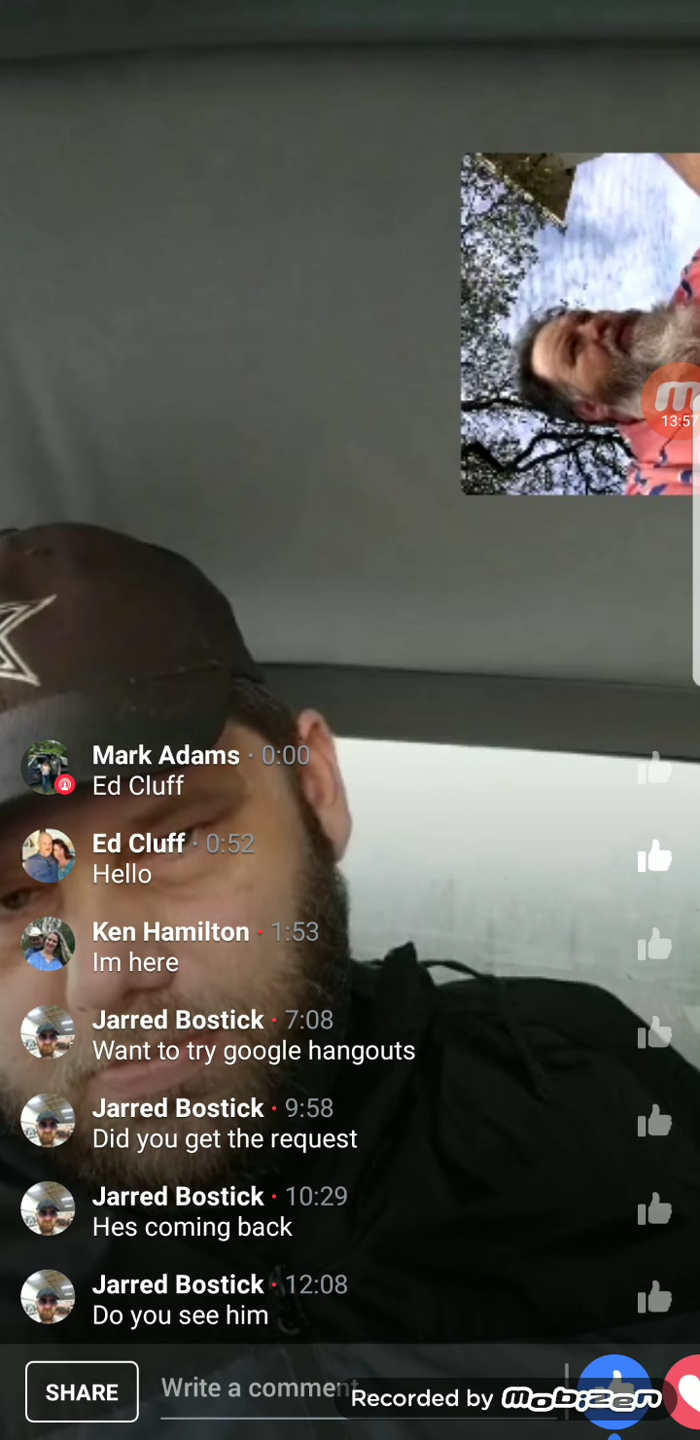 13:57
Mark Adams · 0:00
Ed Cluff
Ed Cluff · 0:52
Hello
Ken Hamilton · 1:53
Im here
Jarred Bostick · 7:08
Want to try google hangouts
Jarred Bostick · 9:58
Did you get the request
Jarred Bostick · 10:29
Hes coming back
Jarred Bostick · 12:08
Do you see him
SHARE
Write a comment
Recorded by mobizen